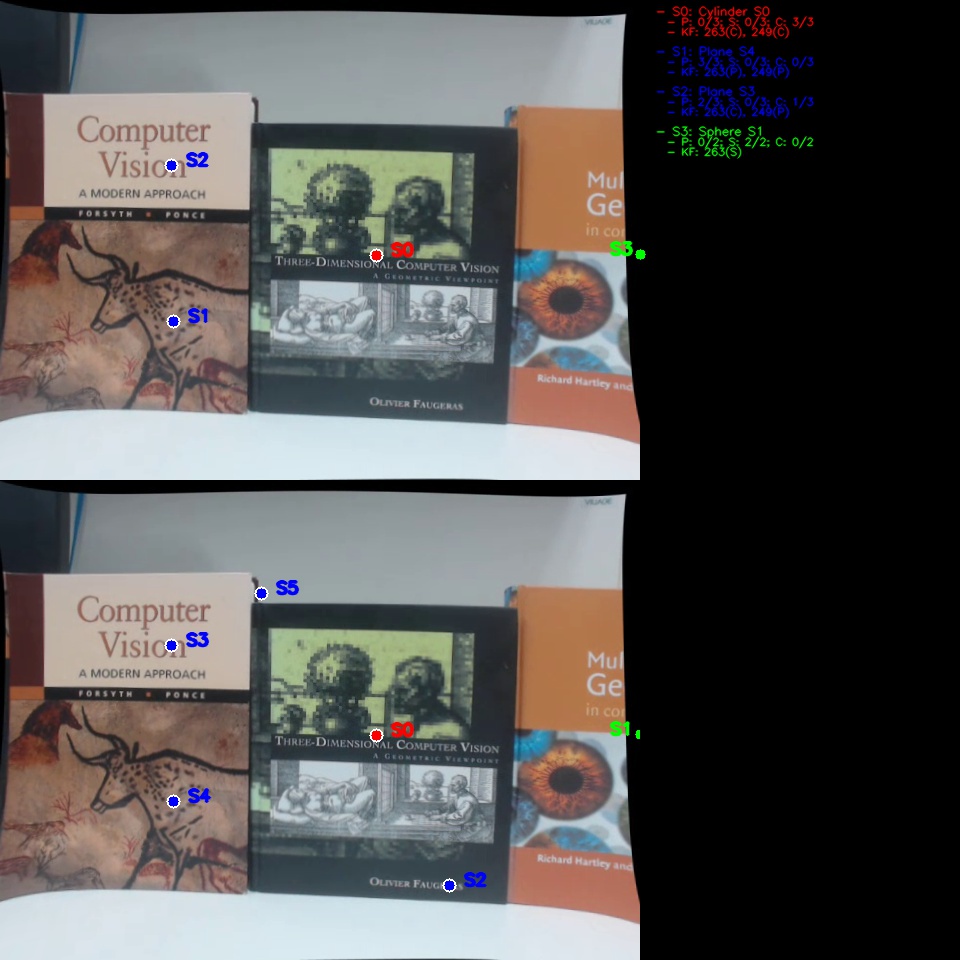 - S0: Cylinder S0
- P: 0/3; S: 0/3; C: 3/3
- KF: 263(C), 249(C)
- S1: Plane S4
- P: 3/3; S: 0/3; C: 0/3
- KF: 263(P), 249(P)
- S2: Plane S3
- P: 2/3; S: 0/3; C: 1/3
- KF: 263(C), 249(P)
- S3: Sphere S1
- P: 0/2; S: 2/2; C: 0/2
- KF: 263(S)
Computer
Vision
S2
A MODERN APPROACH
FORSYTH PONCE
S1
S0
THREE-DIMENSIONAL COMPUTER VISION
A GEOMETRIC VIEWPOINT
OLIVIER FAUGERAS
Mul
Ge
in co
S3
Richard Hartley and
S5
Computer
Vision
S3
A MODERN APPROACH
FORSYTH PONCE
S4
S0
THREE-DIMENSIONAL COMPUTER VISION
A GEOMETRIC VIEWPOINT
OLIVIER FAUG
S2
Mul
Ge
in co
S1
Richard Hartley and